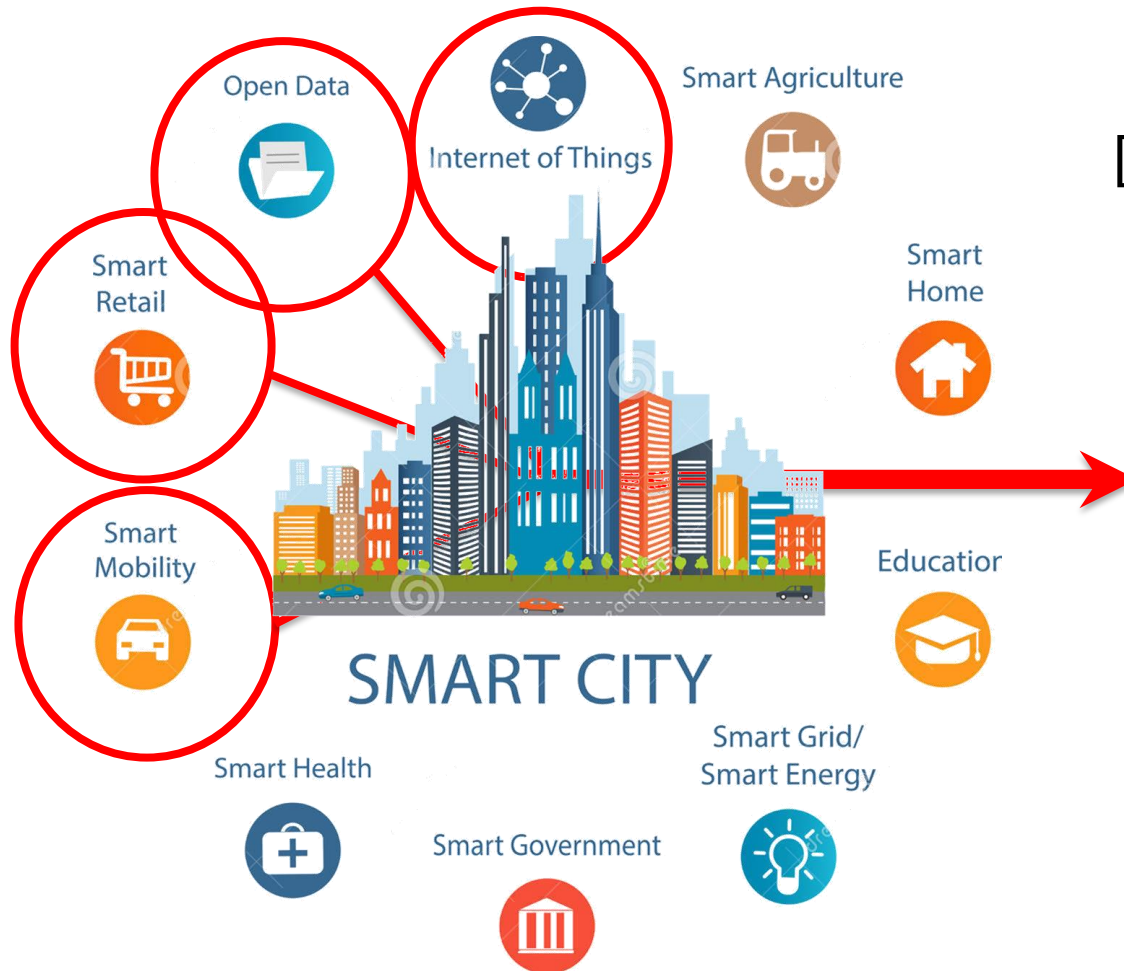 Open Data
Internet of Things
Smart Agriculture
Smart
Retail
Smart
Home
Smart
Mobility
Education
SMART CITY
Smart Health
Smart Grid/
Smart Energy
Smart Government